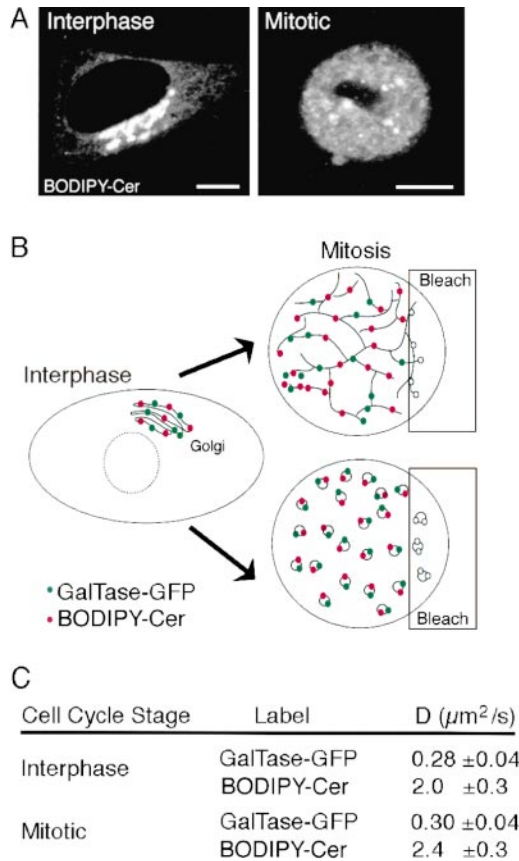 A
Interphase
Mitotic
BODIPY-Cer
B
Mitosis
Bleach
Interphase
Golgi
GalTase-GFP
BODIPY-Cer
Bleach
C
Cell Cycle Stage Label D (μm²/s)
Interphase GalTase-GFP 0.28 ±0.04
BODIPY-Cer 2.0 ±0.3
Mitotic GalTase-GFP 0.30 ±0.04
BODIPY-Cer 2.4 ±0.3